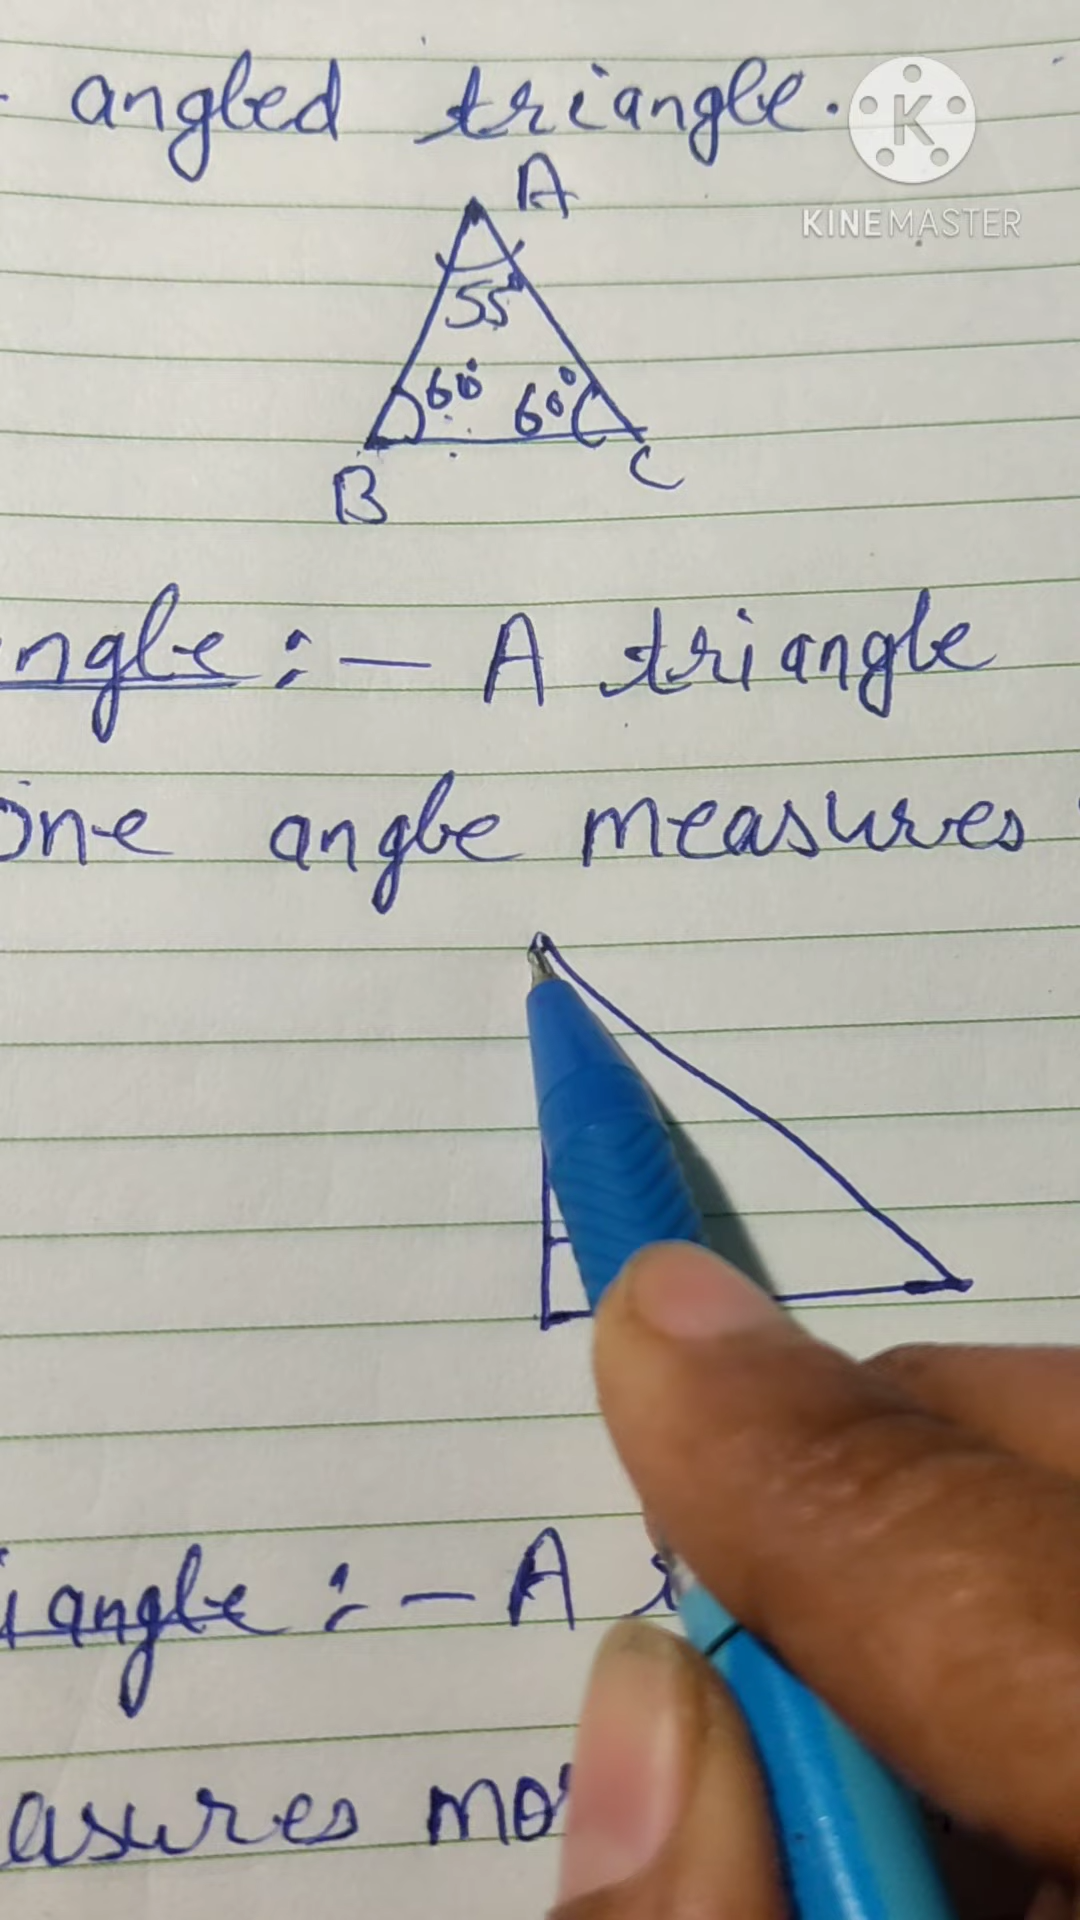 angled triangle.
K
KINEMASTER
A
55°
60° 60°
B C
ngle :- A triangle
one angle measures
iangle :- A
asures mo